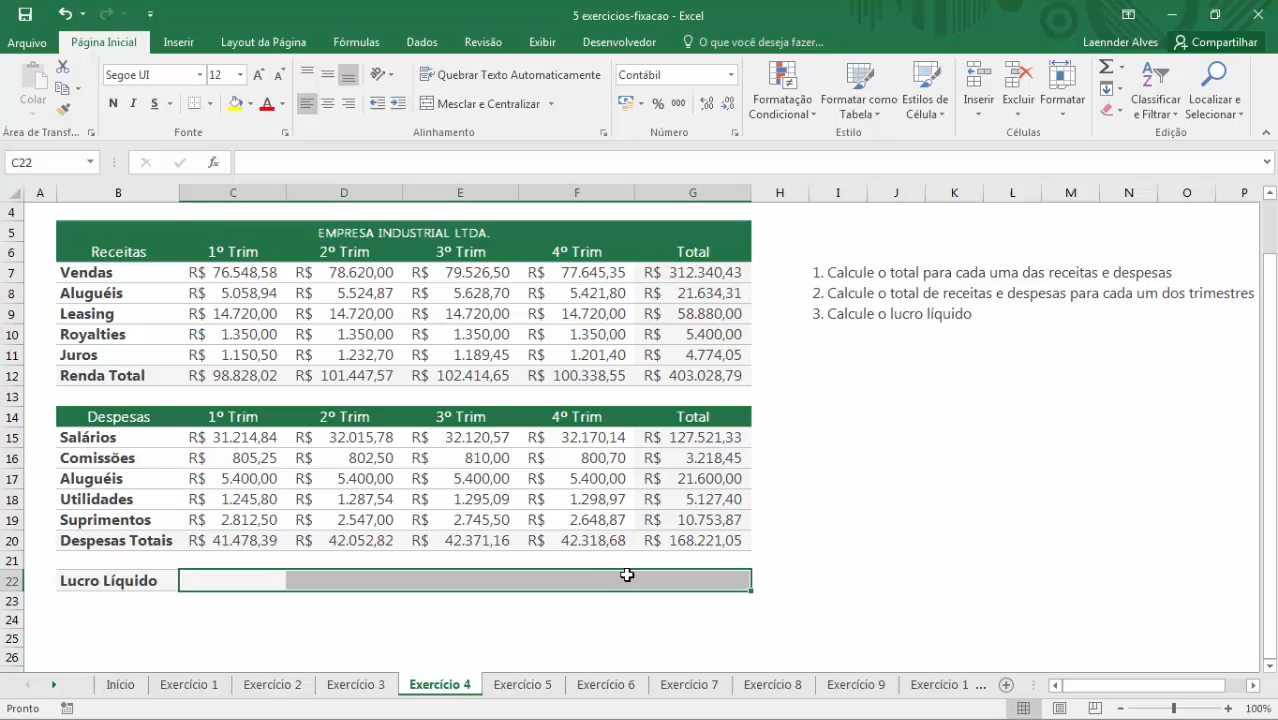 5 exercicios-fixacao - Excel
Arquivo Página Inicial Inserir Layout da Página Fórmulas Dados Revisão Exibir Desenvolvedor O que você deseja fazer... Laennder Alves Compartilhar
Colar Segoe UI 12 Quebrar Texto Automaticamente Contábil Formatação Condicional Formatar como Tabela Estilos de Célula Inserir Excluir Formatar Classificar e Filtrar Localizar e Selecionar
N I S A Mesclar e Centralizar % 000
Área de Transf... Fonte Alinhamento Número Estilo Células Edição
C22 fx
A B C D E F G H I J K L M N O P
4
5 EMPRESA INDUSTRIAL LTDA.
6 Receitas 1º Trim 2º Trim 3º Trim 4º Trim Total
7 Vendas R$ 76.548,58 R$ 78.620,00 R$ 79.526,50 R$ 77.645,35 R$ 312.340,43 1. Calcule o total para cada uma das receitas e despesas
8 Aluguéis R$ 5.058,94 R$ 5.524,87 R$ 5.628,70 R$ 5.421,80 R$ 21.634,31 2. Calcule o total de receitas e despesas para cada um dos trimestres
9 Leasing R$ 14.720,00 R$ 14.720,00 R$ 14.720,00 R$ 14.720,00 R$ 58.880,00 3. Calcule o lucro líquido
10 Royalties R$ 1.350,00 R$ 1.350,00 R$ 1.350,00 R$ 1.350,00 R$ 5.400,00
11 Juros R$ 1.150,50 R$ 1.232,70 R$ 1.189,45 R$ 1.201,40 R$ 4.774,05
12 Renda Total R$ 98.828,02 R$ 101.447,57 R$ 102.414,65 R$ 100.338,55 R$ 403.028,79
13
14 Despesas 1º Trim 2º Trim 3º Trim 4º Trim Total
15 Salários R$ 31.214,84 R$ 32.015,78 R$ 32.120,57 R$ 32.170,14 R$ 127.521,33
16 Comissões R$ 805,25 R$ 802,50 R$ 810,00 R$ 800,70 R$ 3.218,45
17 Aluguéis R$ 5.400,00 R$ 5.400,00 R$ 5.400,00 R$ 5.400,00 R$ 21.600,00
18 Utilidades R$ 1.245,80 R$ 1.287,54 R$ 1.295,09 R$ 1.298,97 R$ 5.127,40
19 Suprimentos R$ 2.812,50 R$ 2.547,00 R$ 2.745,50 R$ 2.648,87 R$ 10.753,87
20 Despesas Totais R$ 41.478,39 R$ 42.052,82 R$ 42.371,16 R$ 42.318,68 R$ 168.221,05
21
22 Lucro Líquido
23
24
25
26
Início Exercício 1 Exercício 2 Exercício 3 Exercício 4 Exercício 5 Exercício 6 Exercício 7 Exercício 8 Exercício 9 Exercício 1 ...
Pronto 100%